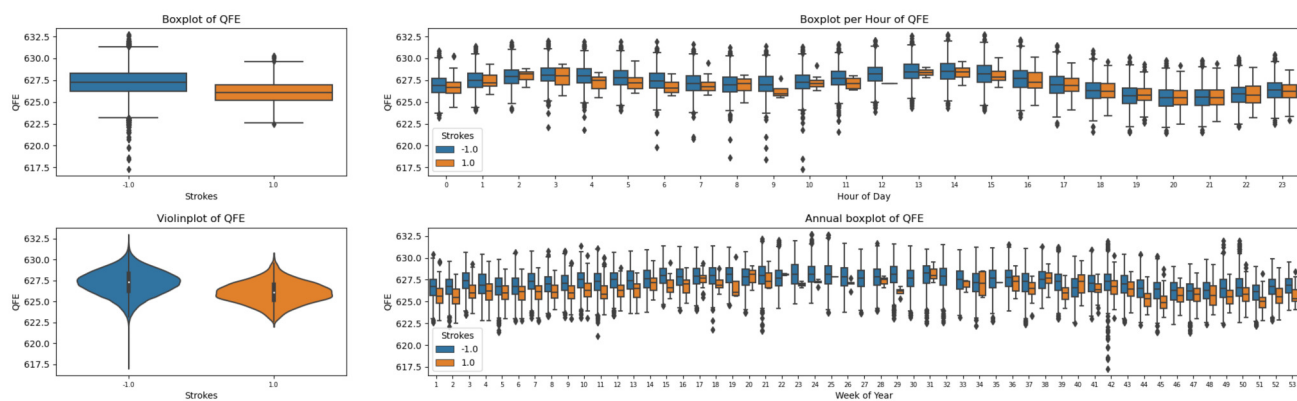 Boxplot of QFE
632.5
630.0
627.5
625.0
622.5
620.0
617.5
QFE
-1.0 1.0
Strokes
Boxplot per Hour of QFE
632.5
630.0
627.5
625.0
622.5
620.0
617.5
QFE
Strokes
-1.0
1.0
0 1 2 3 4 5 6 7 8 9 10 11 12 13 14 15 16 17 18 19 20 21 22 23
Hour of Day
Violinplot of QFE
632.5
630.0
627.5
625.0
622.5
620.0
617.5
QFE
-1.0 1.0
Strokes
Annual boxplot of QFE
632.5
630.0
627.5
625.0
622.5
620.0
617.5
QFE
Strokes
-1.0
1.0
1 2 3 4 5 6 7 8 9 10 11 12 13 14 15 16 17 18 19 20 21 22 23 24 25 26 27 28 29 30 31 32 33 34 35 36 37 38 39 40 41 42 43 44 45 46 47 48 49 50 51 52 53
Week of Year